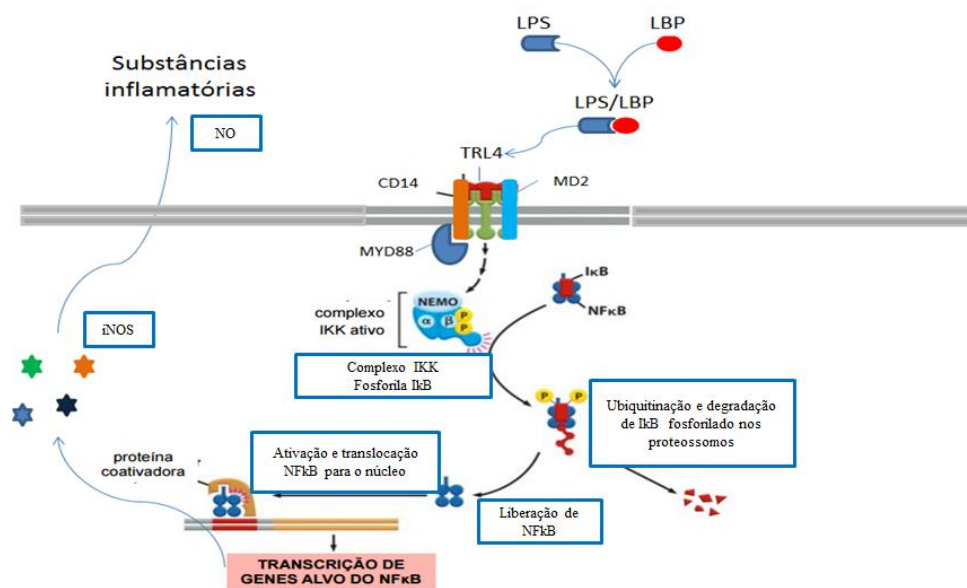 LPS
LBP
LPS/LBP
Substâncias
inflamatórias
NO
TRL4
CD14
MD2
MYD88
iNOS
complexo
IKK ativo
NEMO
α
β
P
P
IκB
NFκB
Complexo IKK
Fosforila IkB
P
P
Ubiquitinação e degradação
de IkB fosforilado nos
proteossomos
proteína
coativadora
Ativação e translocação
NFkB para o núcleo
Liberação de
NFkB
TRANSCRIÇÃO DE
GENES ALVO DO NFκB